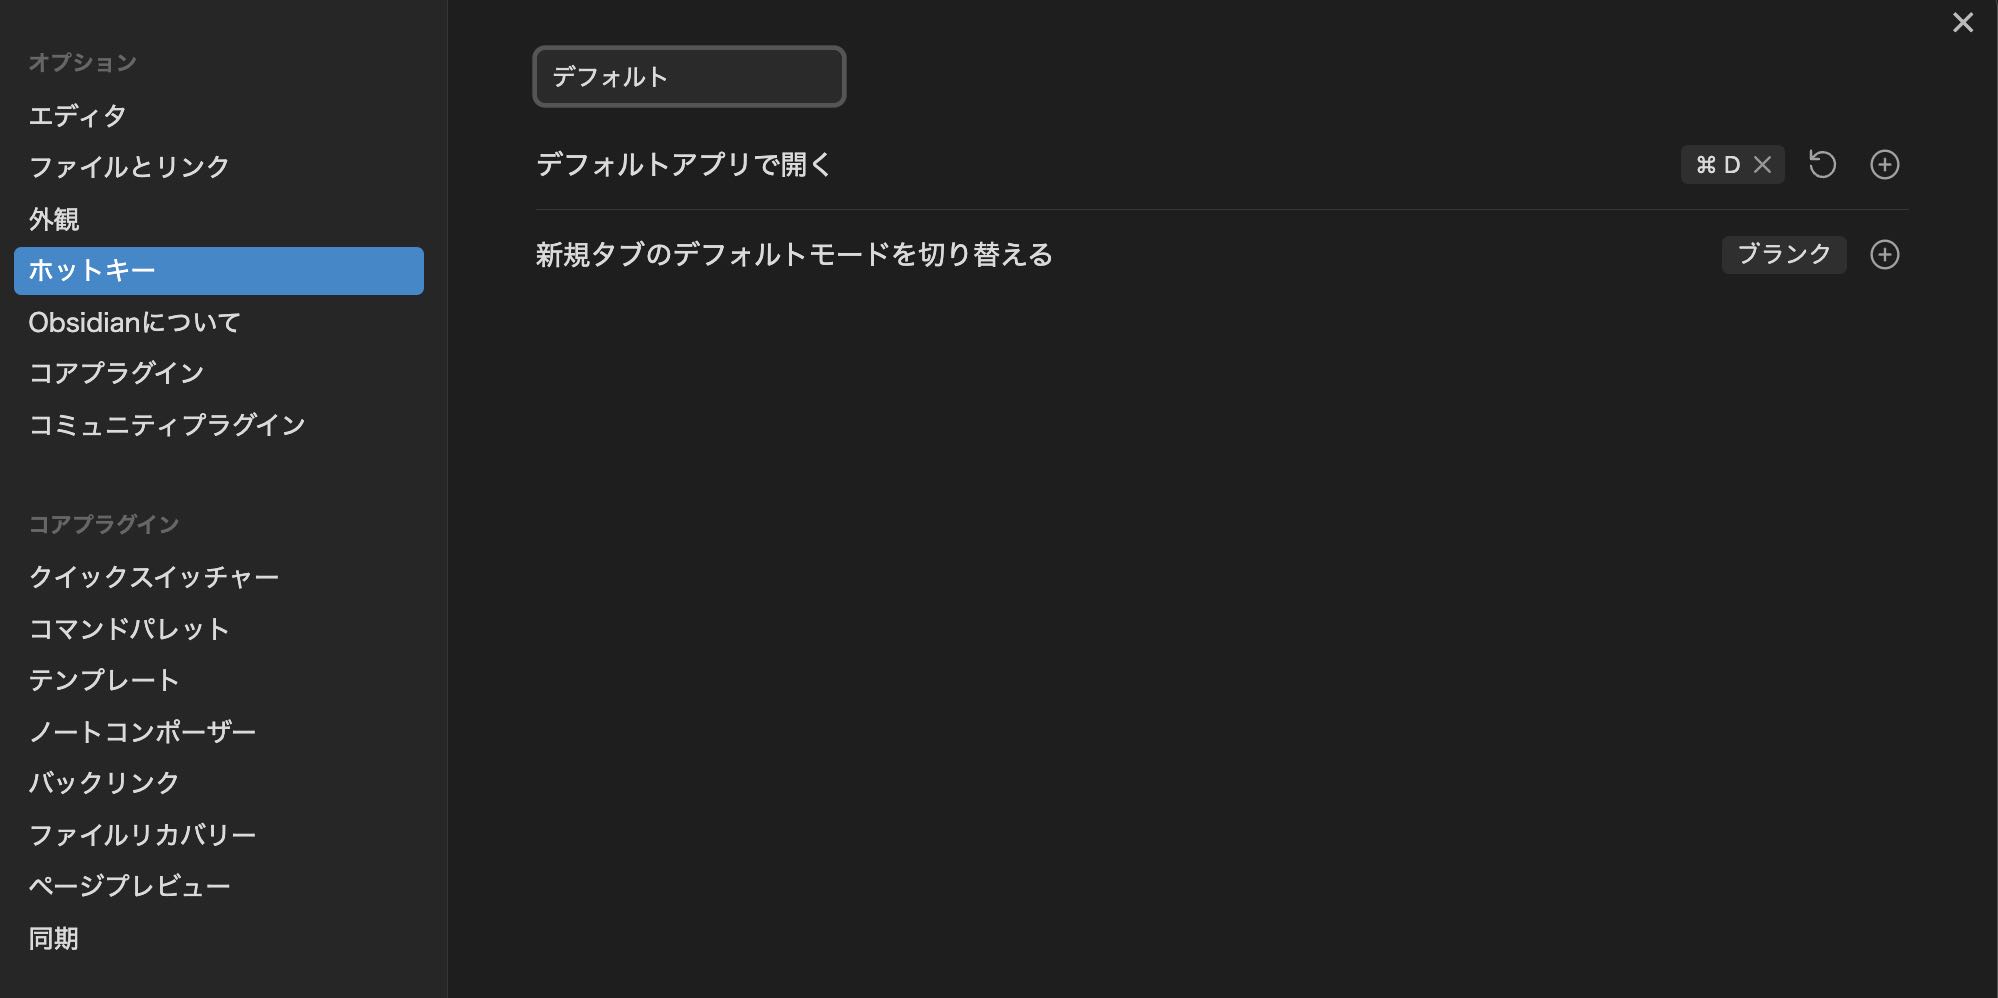 オプション
エディタ
ファイルとリンク
外観
ホットキー
Obsidianについて
コアプラグイン
コミュニティプラグイン
コアプラグイン
クイックスイッチャー
コマンドパレット
テンプレート
ノートコンポーザー
バックリンク
ファイルリカバリー
ページプレビュー
同期
デフォルト
デフォルトアプリで開く ⌘ D
新規タブのデフォルトモードを切り替える ブランク